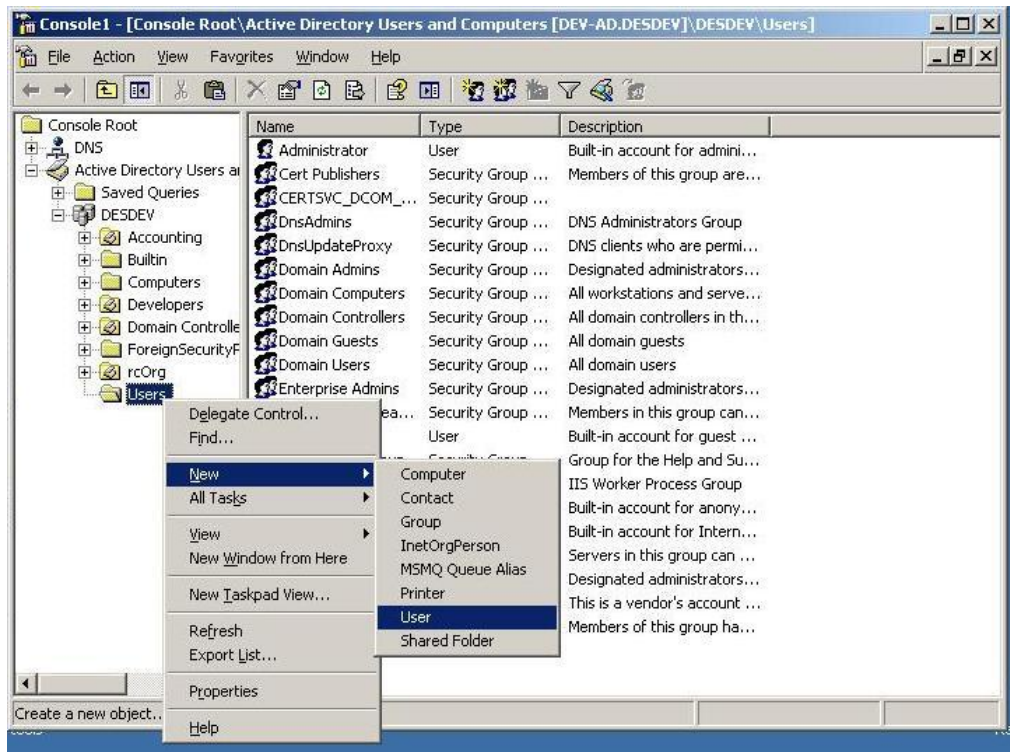 Console1 - [Console Root\Active Directory Users and Computers [DEV-AD.DESDEV]\DESDEV\Users]
File Action View Favorites Window Help
Console Root
DNS
Active Directory Users ar
Saved Queries
DESDEV
Accounting
Builtin
Computers
Developers
Domain Controlle
ForeignSecurityF
rcOrg
Users
Name Type Description
Administrator User Built-in account for admini...
Cert Publishers Security Group ... Members of this group are...
CERTSVC_DCOM_... Security Group ...
DnsAdmins Security Group ... DNS Administrators Group
DnsUpdateProxy Security Group ... DNS clients who are permi...
Domain Admins Security Group ... Designated administrators...
Domain Computers Security Group ... All workstations and serve...
Domain Controllers Security Group ... All domain controllers in th...
Domain Guests Security Group ... All domain guests
Domain Users Security Group ... All domain users
Enterprise Admins Security Group ... Designated administrators...
ea... Security Group ... Members in this group can...
User Built-in account for guest ...
Group for the Help and Su...
IIS Worker Process Group
Built-in account for anony...
Built-in account for Intern...
Servers in this group can ...
Designated administrators...
This is a vendor's account ...
Members of this group ha...
Delegate Control...
Find...
New
All Tasks
View
New Window from Here
New Taskpad View...
Refresh
Export List...
Properties
Help
Computer
Contact
Group
InetOrgPerson
MSMQ Queue Alias
Printer
User
Shared Folder
Create a new object...